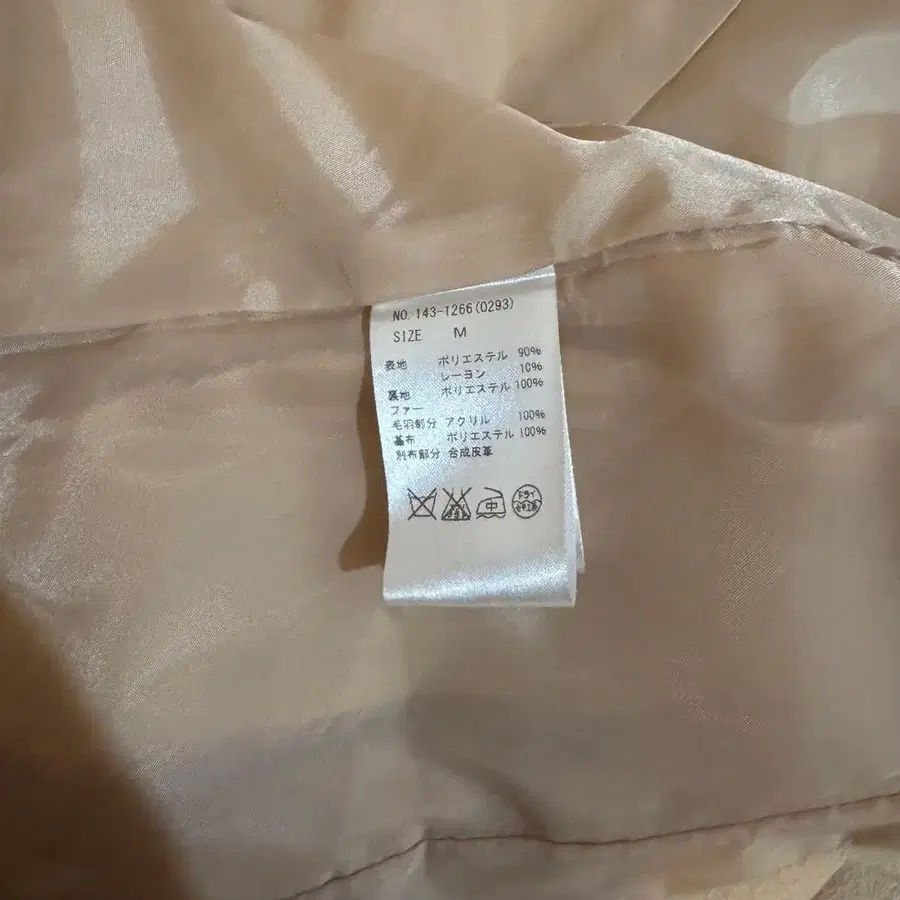 NO. 143-1266(0293)
SIZE M
表地 ポリエステル 90%
レーヨン 10%
裏地 ポリエステル 100%
ファー
毛羽部分 アクリル 100%
基布 ポリエステル 100%
別布部分 合成皮革
中 ドライ